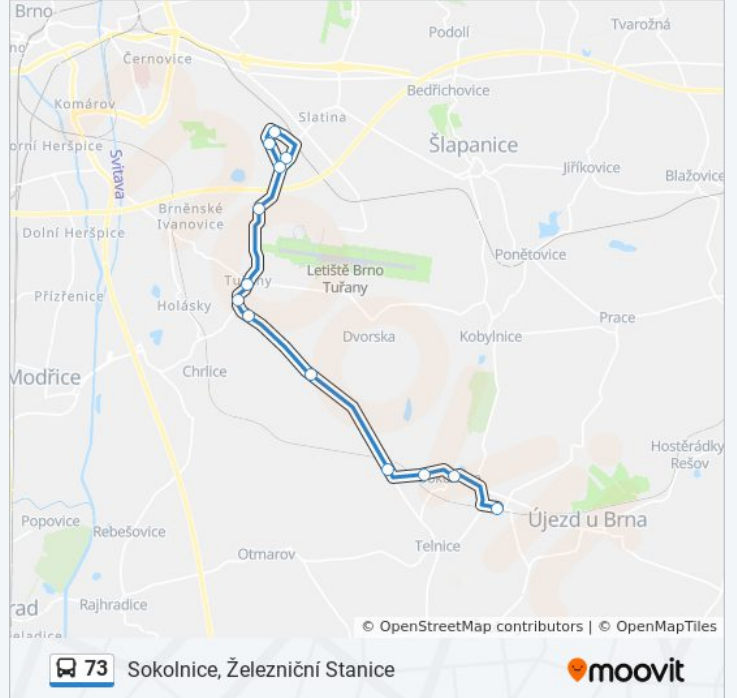 Brno
no
Podolí
Tvarožná
Černovice
Bedřichovice
Komárov
Slatina
Šlapanice
orní Heršpice
Svitava
Jiříkovice
Blažovice
Brněnské
Ivanovice
Dolní Heršpice
Ponětovice
Letiště Brno
Tuřany
Přízřenice
Holásky
Prace
Dvorska
Kobylnice
Modřice
Chrlice
Hostěrádky
Rešov
Újezd u Brna
Popovice
Rebešovice
Telnice
Otmarov
rad
Rajhradice
eladice
© OpenStreetMap contributors | © OpenMapTiles
73 Sokolnice, Železniční Stanice
moovit